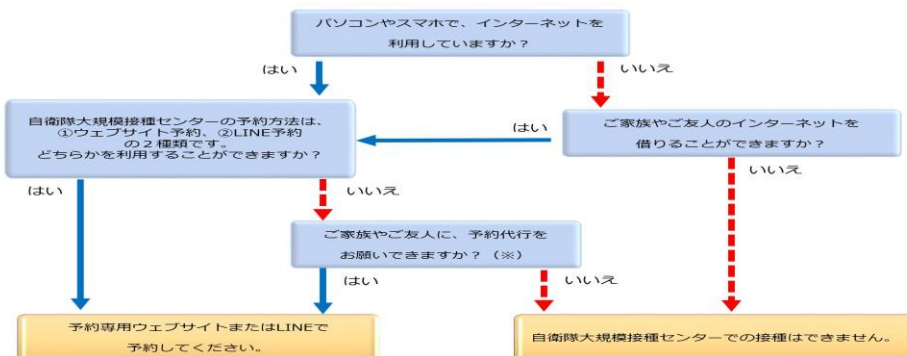 パソコンやスマホで、インターネットを
利用していますか？
はい
いいえ
自衛隊大規模接種センターの予約方法は、
①ウェブサイト予約、②LINE予約
の２種類です。
どちらかを利用することができますか？
はい
ご家族やご友人のインターネットを
借りることができますか？
はい
いいえ
いいえ
ご家族やご友人に、予約代行を
お願いできますか？（※）
はい
いいえ
予約専用ウェブサイトまたはLINEで
予約してください。
自衛隊大規模接種センターでの接種はできません。